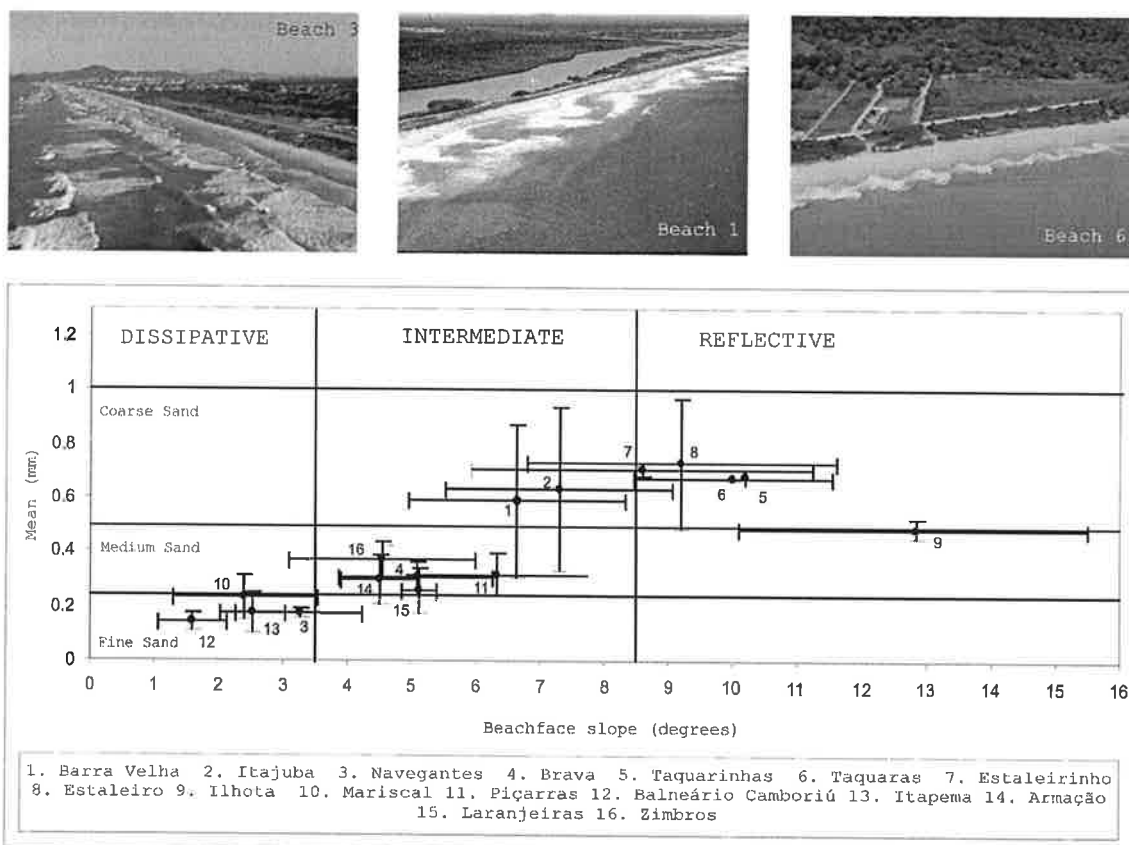 Beach 3
Beach 1
Beach 6
DISSIPATIVE INTERMEDIATE REFLECTIVE
Coarse Sand
Medium Sand
Fine Sand
Mean (mm)
1.2
1
0.8
0.6
0.4
0.2
0
7 8
6 5
2
1
9
16
4
14
11
15
10
12 13 3
0 1 2 3 4 5 6 7 8 9 10 11 12 13 14 15 16
Beachface slope (degrees)
1. Barra Velha 2. Itajuba 3. Navegantes 4. Brava 5. Taquarinhas 6. Taquaras 7. Estaleirinho
8. Estaleiro 9. Ilhota 10. Mariscal 11. Piçarras 12. Balneário Camboriú 13. Itapema 14. Armação
15. Laranjeiras 16. Zimbros